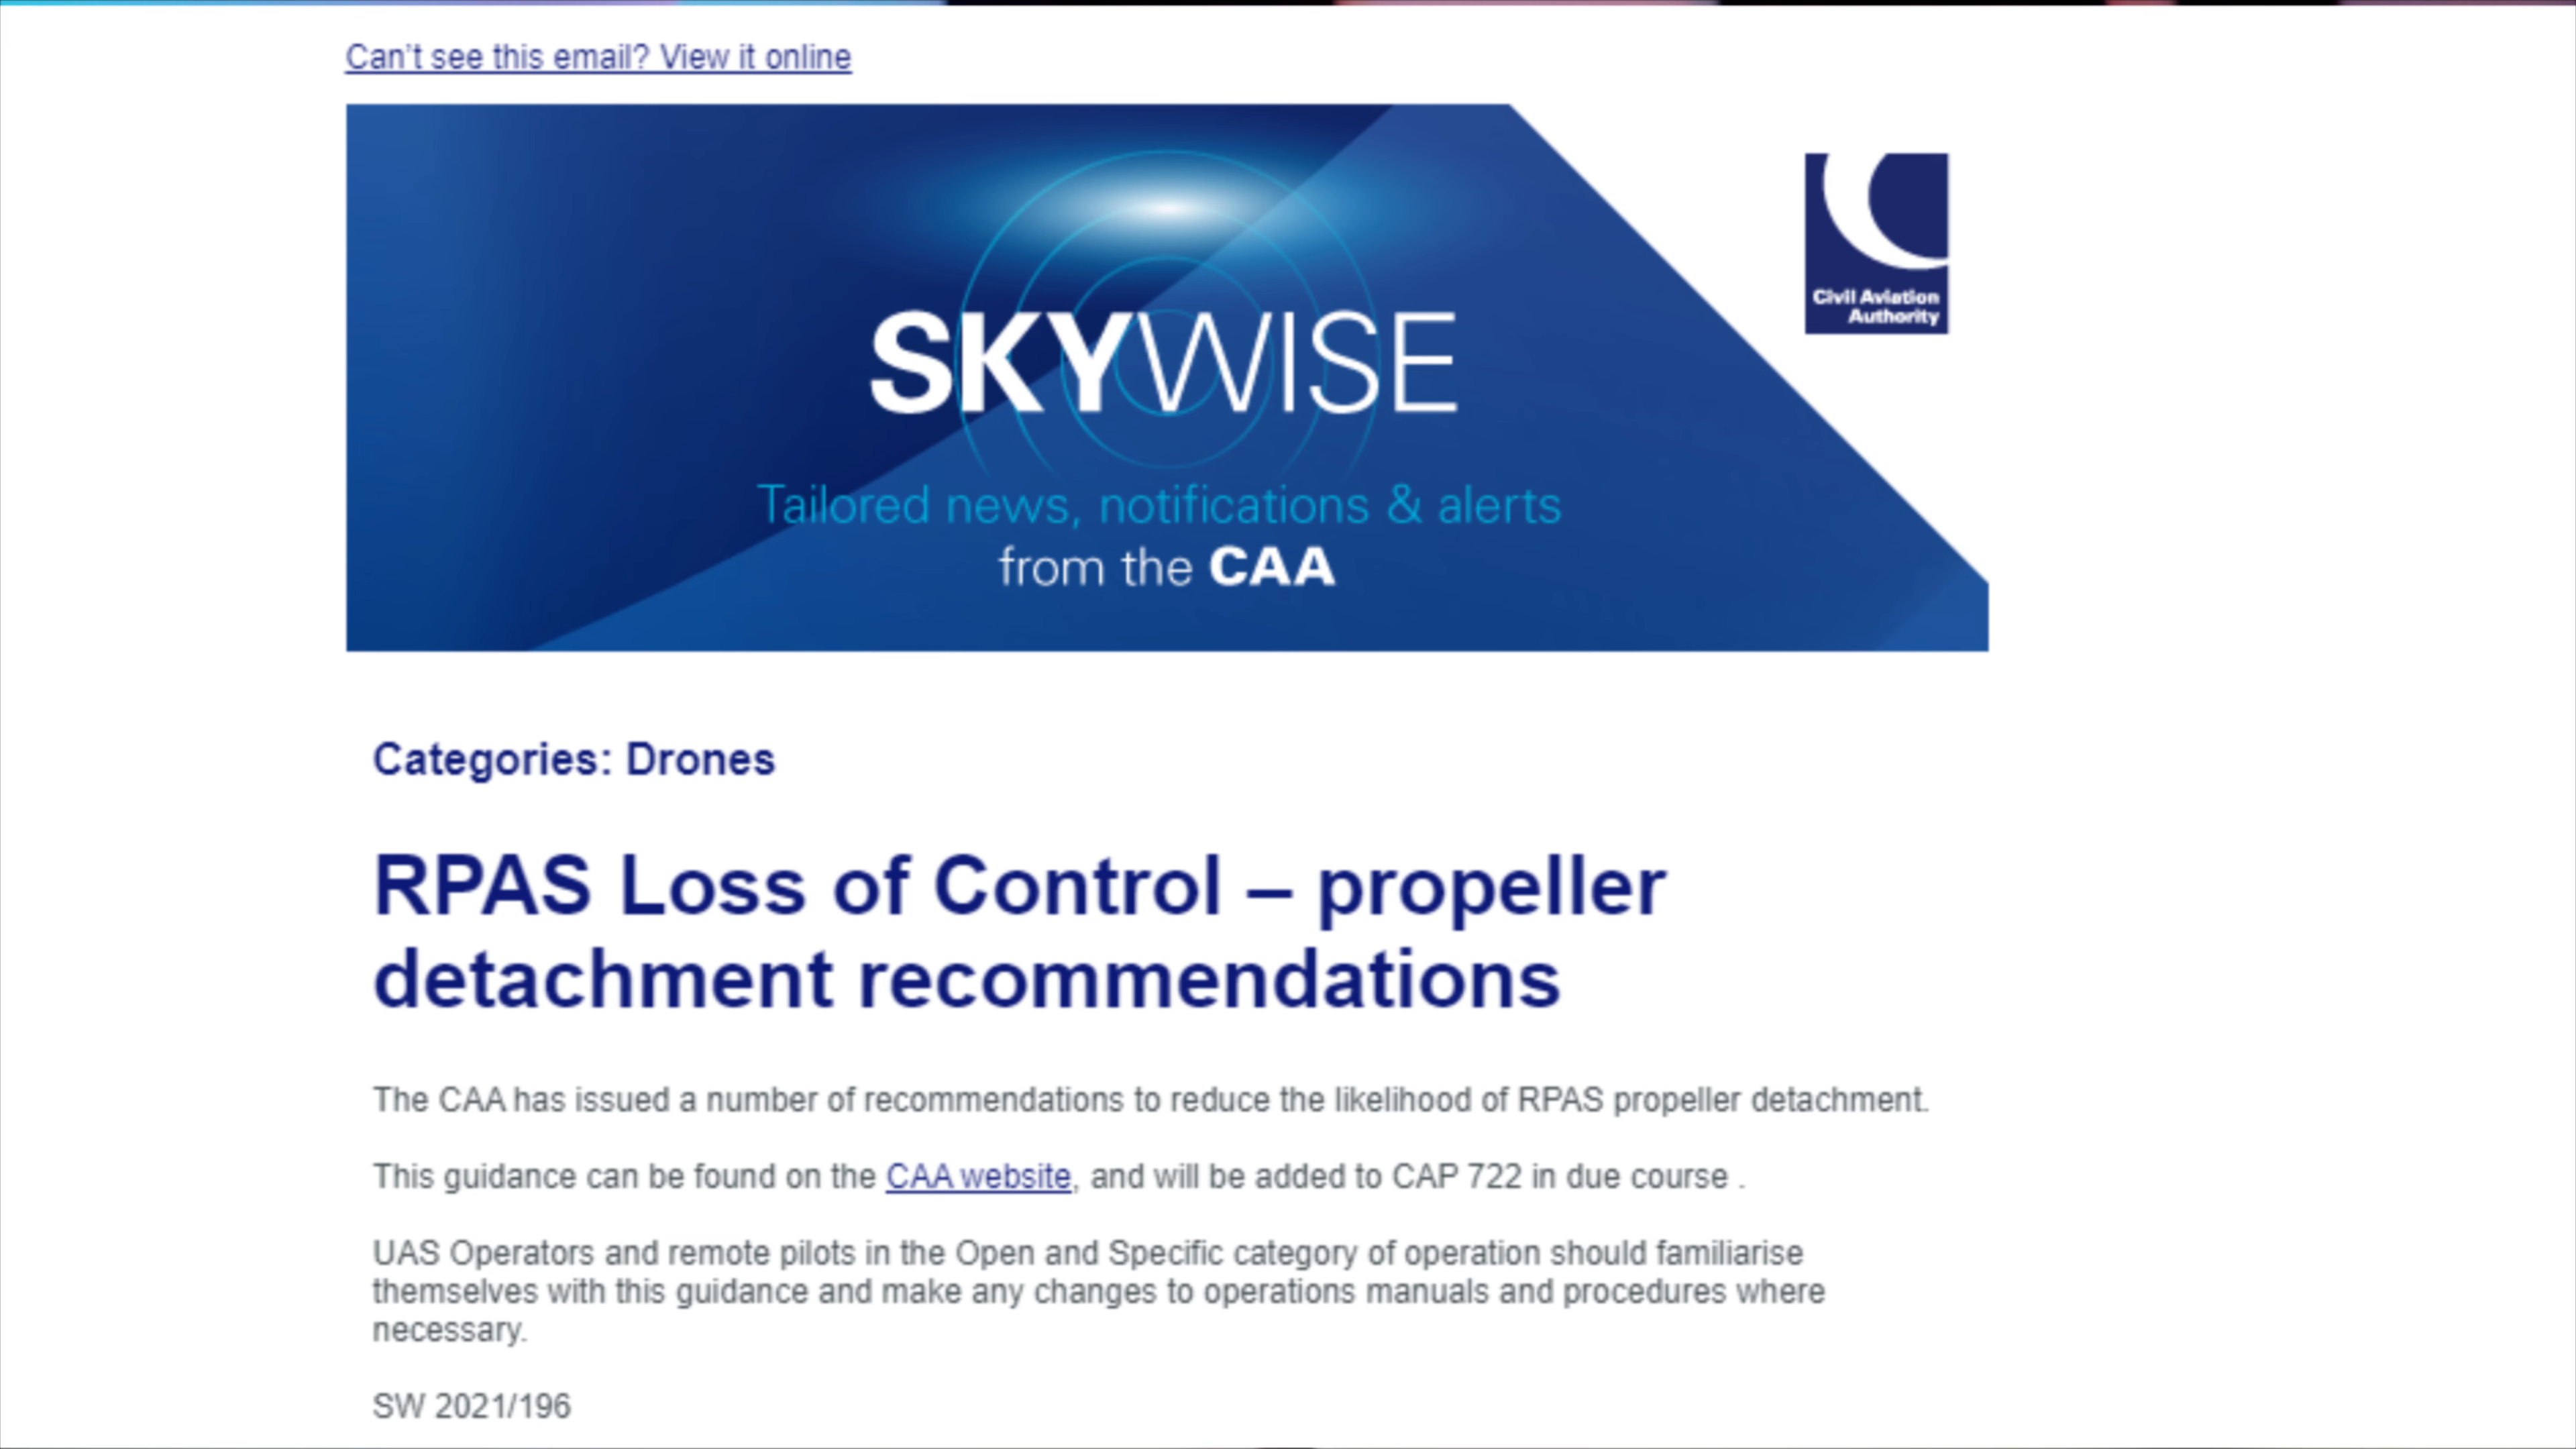 Can't see this email? View it online
Civil Aviation
Authority
SKYWISE
Tailored news, notifications & alerts
from the CAA
Categories: Drones
RPAS Loss of Control – propeller
detachment recommendations
The CAA has issued a number of recommendations to reduce the likelihood of RPAS propeller detachment.
This guidance can be found on the CAA website, and will be added to CAP 722 in due course .
UAS Operators and remote pilots in the Open and Specific category of operation should familiarise
themselves with this guidance and make any changes to operations manuals and procedures where
necessary.
SW 2021/196